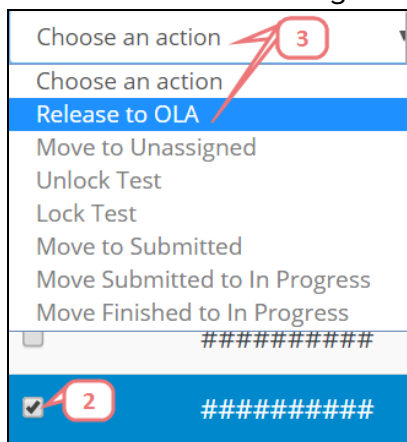 Choose an action 3
Choose an action
Release to OLA
Move to Unassigned
Unlock Test
Lock Test
Move to Submitted
Move Submitted to In Progress
Move Finished to In Progress
##########
2 ##########